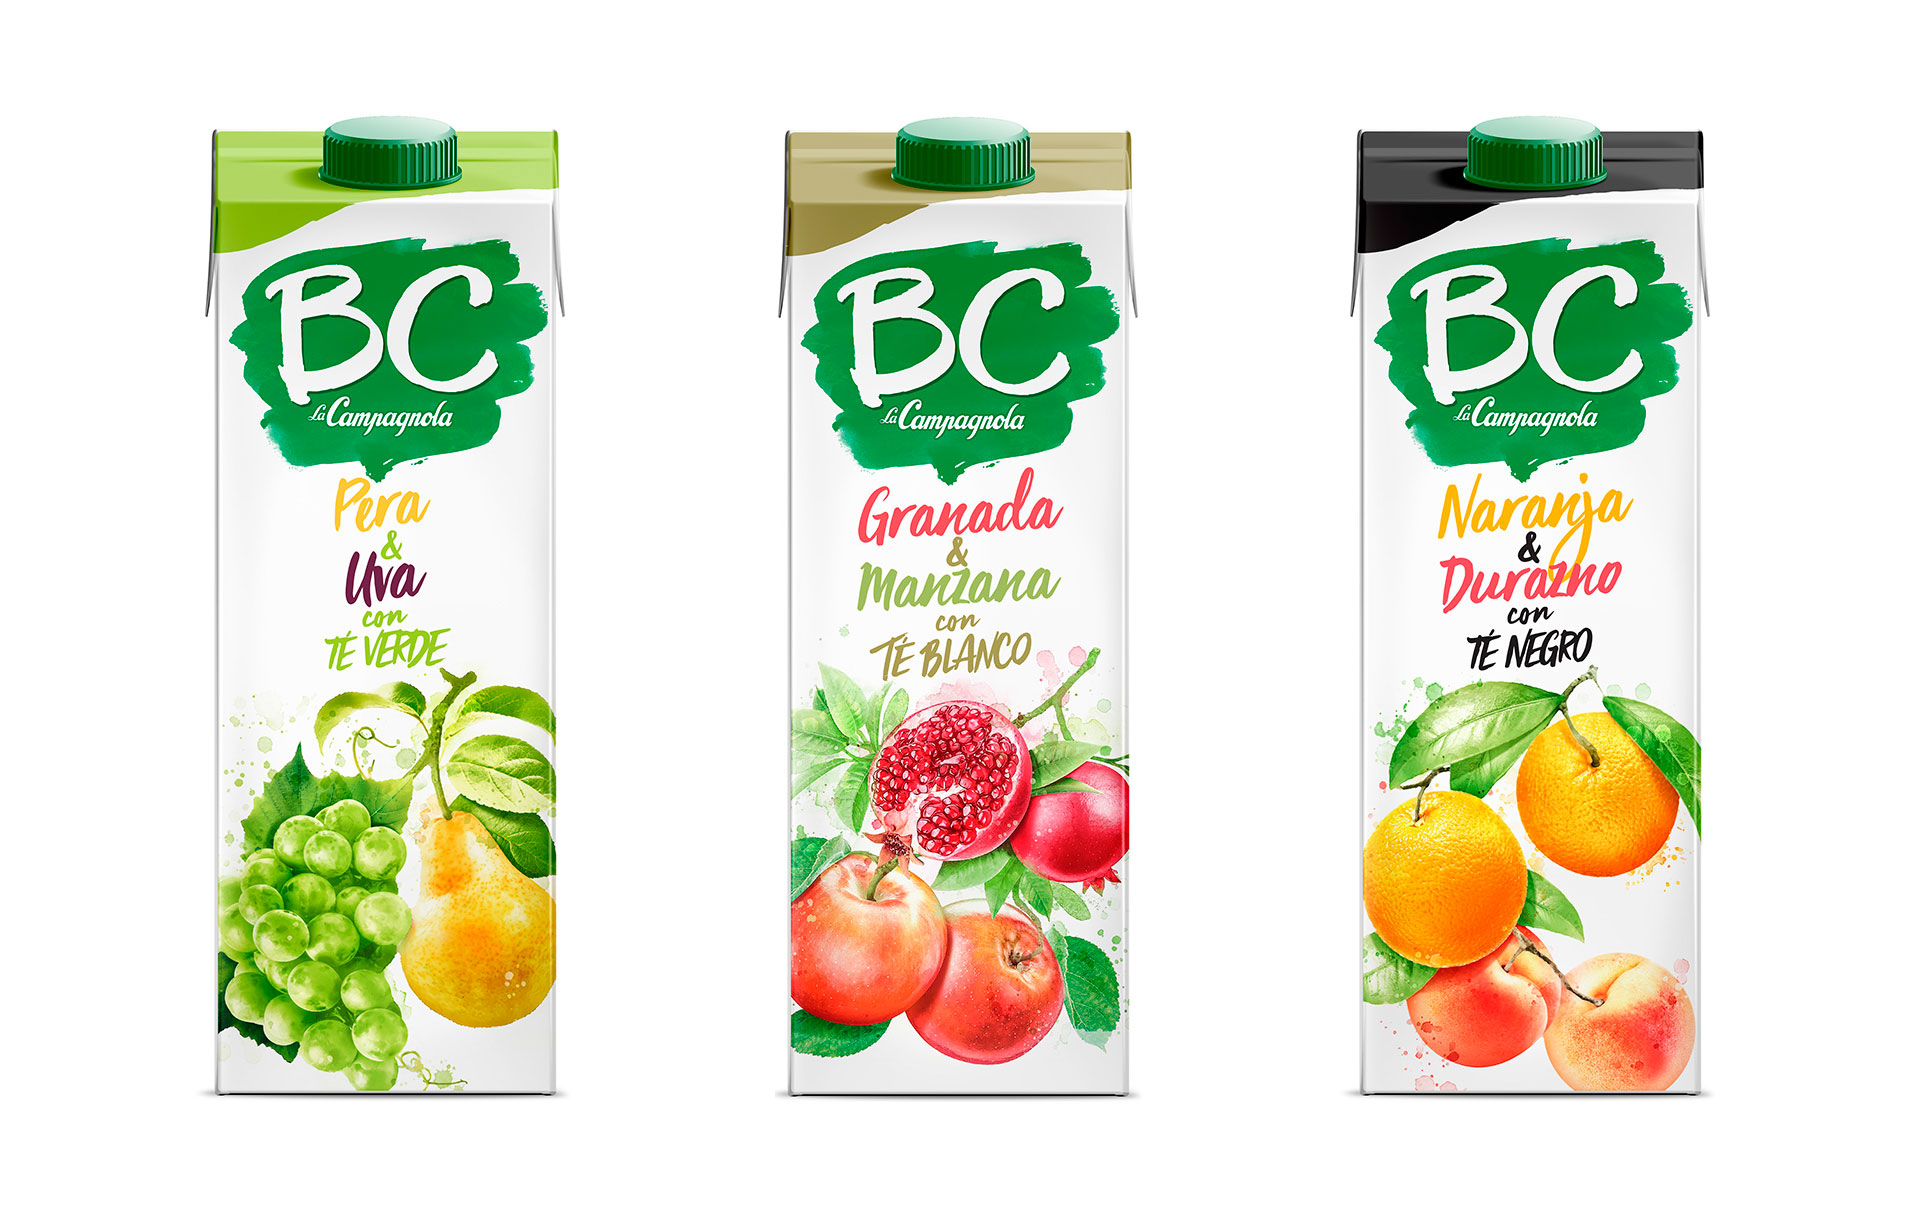 BC
La Campagnola
Pera
&
Uva
con
TÉ VERDE
BC
La Campagnola
Granada
&
Manzana
con
TÉ BLANCO
BC
La Campagnola
Naranja
&
Durazno
con
TÉ NEGRO